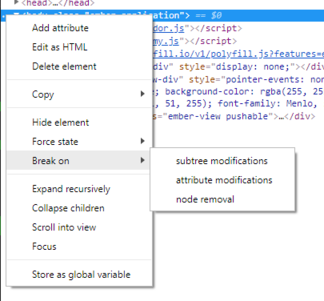 <head>…</head>
<body class="ember-application"> == $0
dor.js"></script>
my.js"></script>
fill.io/v1/polyfill.js?features=
div" style="display: none;"></div>
w-div" style="pointer-events: non
; background-color: rgba(255, 25
, 51, 255); font-family: Menlo,
="ember-view pushable">…</div>
Add attribute
Edit as HTML
Delete element
Copy
Hide element
Force state
Break on
Expand recursively
Collapse children
Scroll into view
Focus
Store as global variable
subtree modifications
attribute modifications
node removal